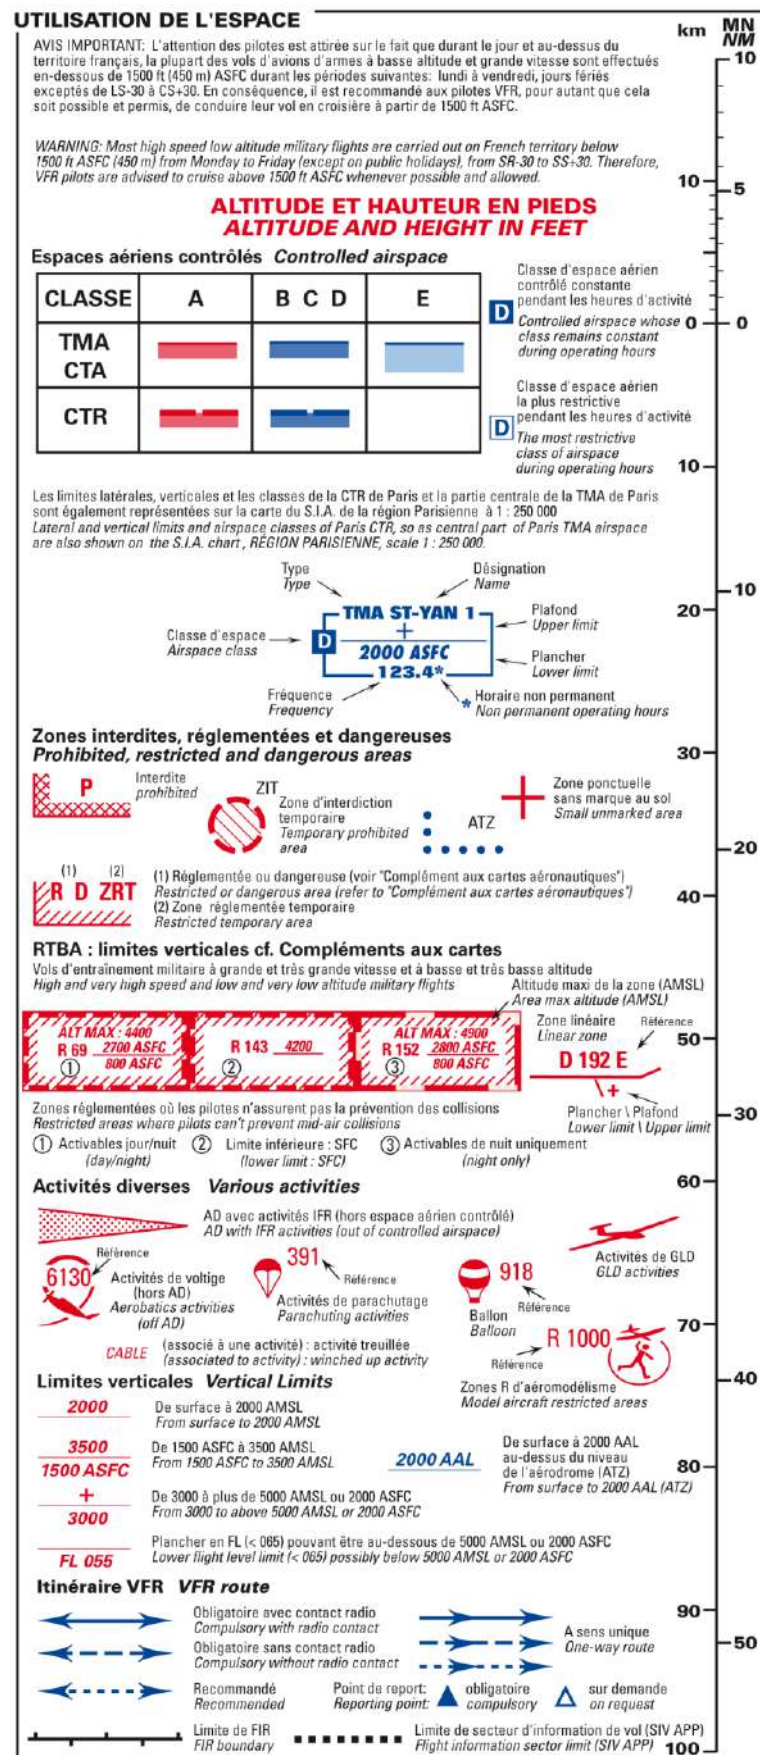 UTILISATION DE L'ESPACE
km
MN
NM
AVIS IMPORTANT: L'attention des pilotes est attirée sur le fait que durant le jour et au-dessus du
territoire français, la plupart des vols d'avions d'armes à basse altitude et grande vitesse sont effectués
en-dessous de 1500 ft (450 m) ASFC durant les périodes suivantes: lundi à vendredi, jours fériés
exceptés de LS-30 à CS+30. En conséquence, il est recommandé aux pilotes VFR, pour autant que cela
soit possible et permis, de conduire leur vol en croisière à partir de 1500 ft ASFC.
10
WARNING: Most high speed low altitude military flights are carried out on French territory below
1500 ft ASFC (450 m) from Monday to Friday (except on public holidays), from SR-30 to SS+30. Therefore,
VFR pilots are advised to cruise above 1500 ft ASFC whenever possible and allowed.
10
5
ALTITUDE ET HAUTEUR EN PIEDS
ALTITUDE AND HEIGHT IN FEET
Espaces aériens contrôlés Controlled airspace
CLASSE A B C D E
TMA
CTA
CTR
D
Classe d'espace aérien
contrôlé constante
pendant les heures d'activité
Controlled airspace whose
class remains constant
during operating hours
0
0
D
Classe d'espace aérien
la plus restrictive
pendant les heures d'activité
The most restrictive
class of airspace
during operating hours
10
Les limites latérales, verticales et les classes de la CTR de Paris et la partie centrale de la TMA de Paris
sont également représentées sur la carte du S.I.A. de la région Parisienne à 1 : 250 000
Lateral and vertical limits and airspace classes of Paris CTR, so as central part of Paris TMA airspace
are also shown on the S.I.A. chart , RÉGION PARISIENNE, scale 1 : 250 000.
Type
Type
Désignation
Name
10
20
TMA ST-YAN 1
+
D
2000 ASFC
123.4*
Classe d'espace
Airspace class
Plafond
Upper limit
Plancher
Lower limit
Fréquence
Frequency
* Horaire non permanent
Non permanent operating hours
Zones interdites, réglementées et dangereuses
Prohibited, restricted and dangerous areas
30
P
Interdite
prohibited
ZIT
Zone d'interdiction
temporaire
Temporary prohibited
area
ATZ
Zone ponctuelle
sans marque au sol
Small unmarked area
20
(1) (2)
R D ZRT
(1) Réglementée ou dangereuse (voir "Complément aux cartes aéronautiques")
Restricted or dangerous area (refer to "Complément aux cartes aéronautiques")
(2) Zone réglementée temporaire
Restricted temporary area
40
RTBA : limites verticales cf. Compléments aux cartes
Vols d'entraînement militaire à grande et très grande vitesse et à basse et très basse altitude
High and very high speed and low and very low altitude military flights
Altitude maxi de la zone (AMSL)
Area max altitude (AMSL)
ALT MAX : 4400
R 69 2700 ASFC
800 ASFC
1
R 143 4200
2
ALT MAX : 4900
R 152 2800 ASFC
800 ASFC
3
Zone linéaire
Linear zone
Référence
D 192 E
+
Plancher \ Plafond
Lower limit \ Upper limit
50
30
Zones réglementées où les pilotes n'assurent pas la prévention des collisions
Restricted areas where pilots can't prevent mid-air collisions
1 Activables jour/nuit
(day/night)
2 Limite inférieure : SFC
(lower limit : SFC)
3 Activables de nuit uniquement
(night only)
Activités diverses Various activities
60
AD avec activités IFR (hors espace aérien contrôlé)
AD with IFR activities (out of controlled airspace)
Activités de GLD
GLD activities
Référence
6130
Activités de voltige
(hors AD)
Aerobatics activities
(off AD)
391
Référence
Activités de parachutage
Parachuting activities
918
Référence
Ballon
Balloon
CABLE
(associé à une activité) : activité treuillée
(associated to activity) : winched up activity
R 1000
Référence
Zones R d'aéromodélisme
Model aircraft restricted areas
70
40
Limites verticales Vertical Limits
2000
De surface à 2000 AMSL
From surface to 2000 AMSL
3500
1500 ASFC
De 1500 ASFC à 3500 AMSL
From 1500 ASFC to 3500 AMSL
2000 AAL
De surface à 2000 AAL
au-dessus du niveau
de l'aérodrome (ATZ)
From surface to 2000 AAL (ATZ)
80
+
3000
De 3000 à plus de 5000 AMSL ou 2000 ASFC
From 3000 to above 5000 AMSL or 2000 ASFC
FL 055
Plancher en FL (< 065) pouvant être au-dessous de 5000 AMSL ou 2000 ASFC
Lower flight level limit (< 065) possibly below 5000 AMSL or 2000 ASFC
Itinéraire VFR VFR route
Obligatoire avec contact radio
Compulsory with radio contact
Obligatoire sans contact radio
Compulsory without radio contact
A sens unique
One-way route
90
50
Recommandé
Recommended
Point de report:
Reporting point:
obligatoire
compulsory
sur demande
on request
Limite de FIR
FIR boundary
Limite de secteur d'information de vol (SIV APP)
Flight information sector limit (SIV APP)
100